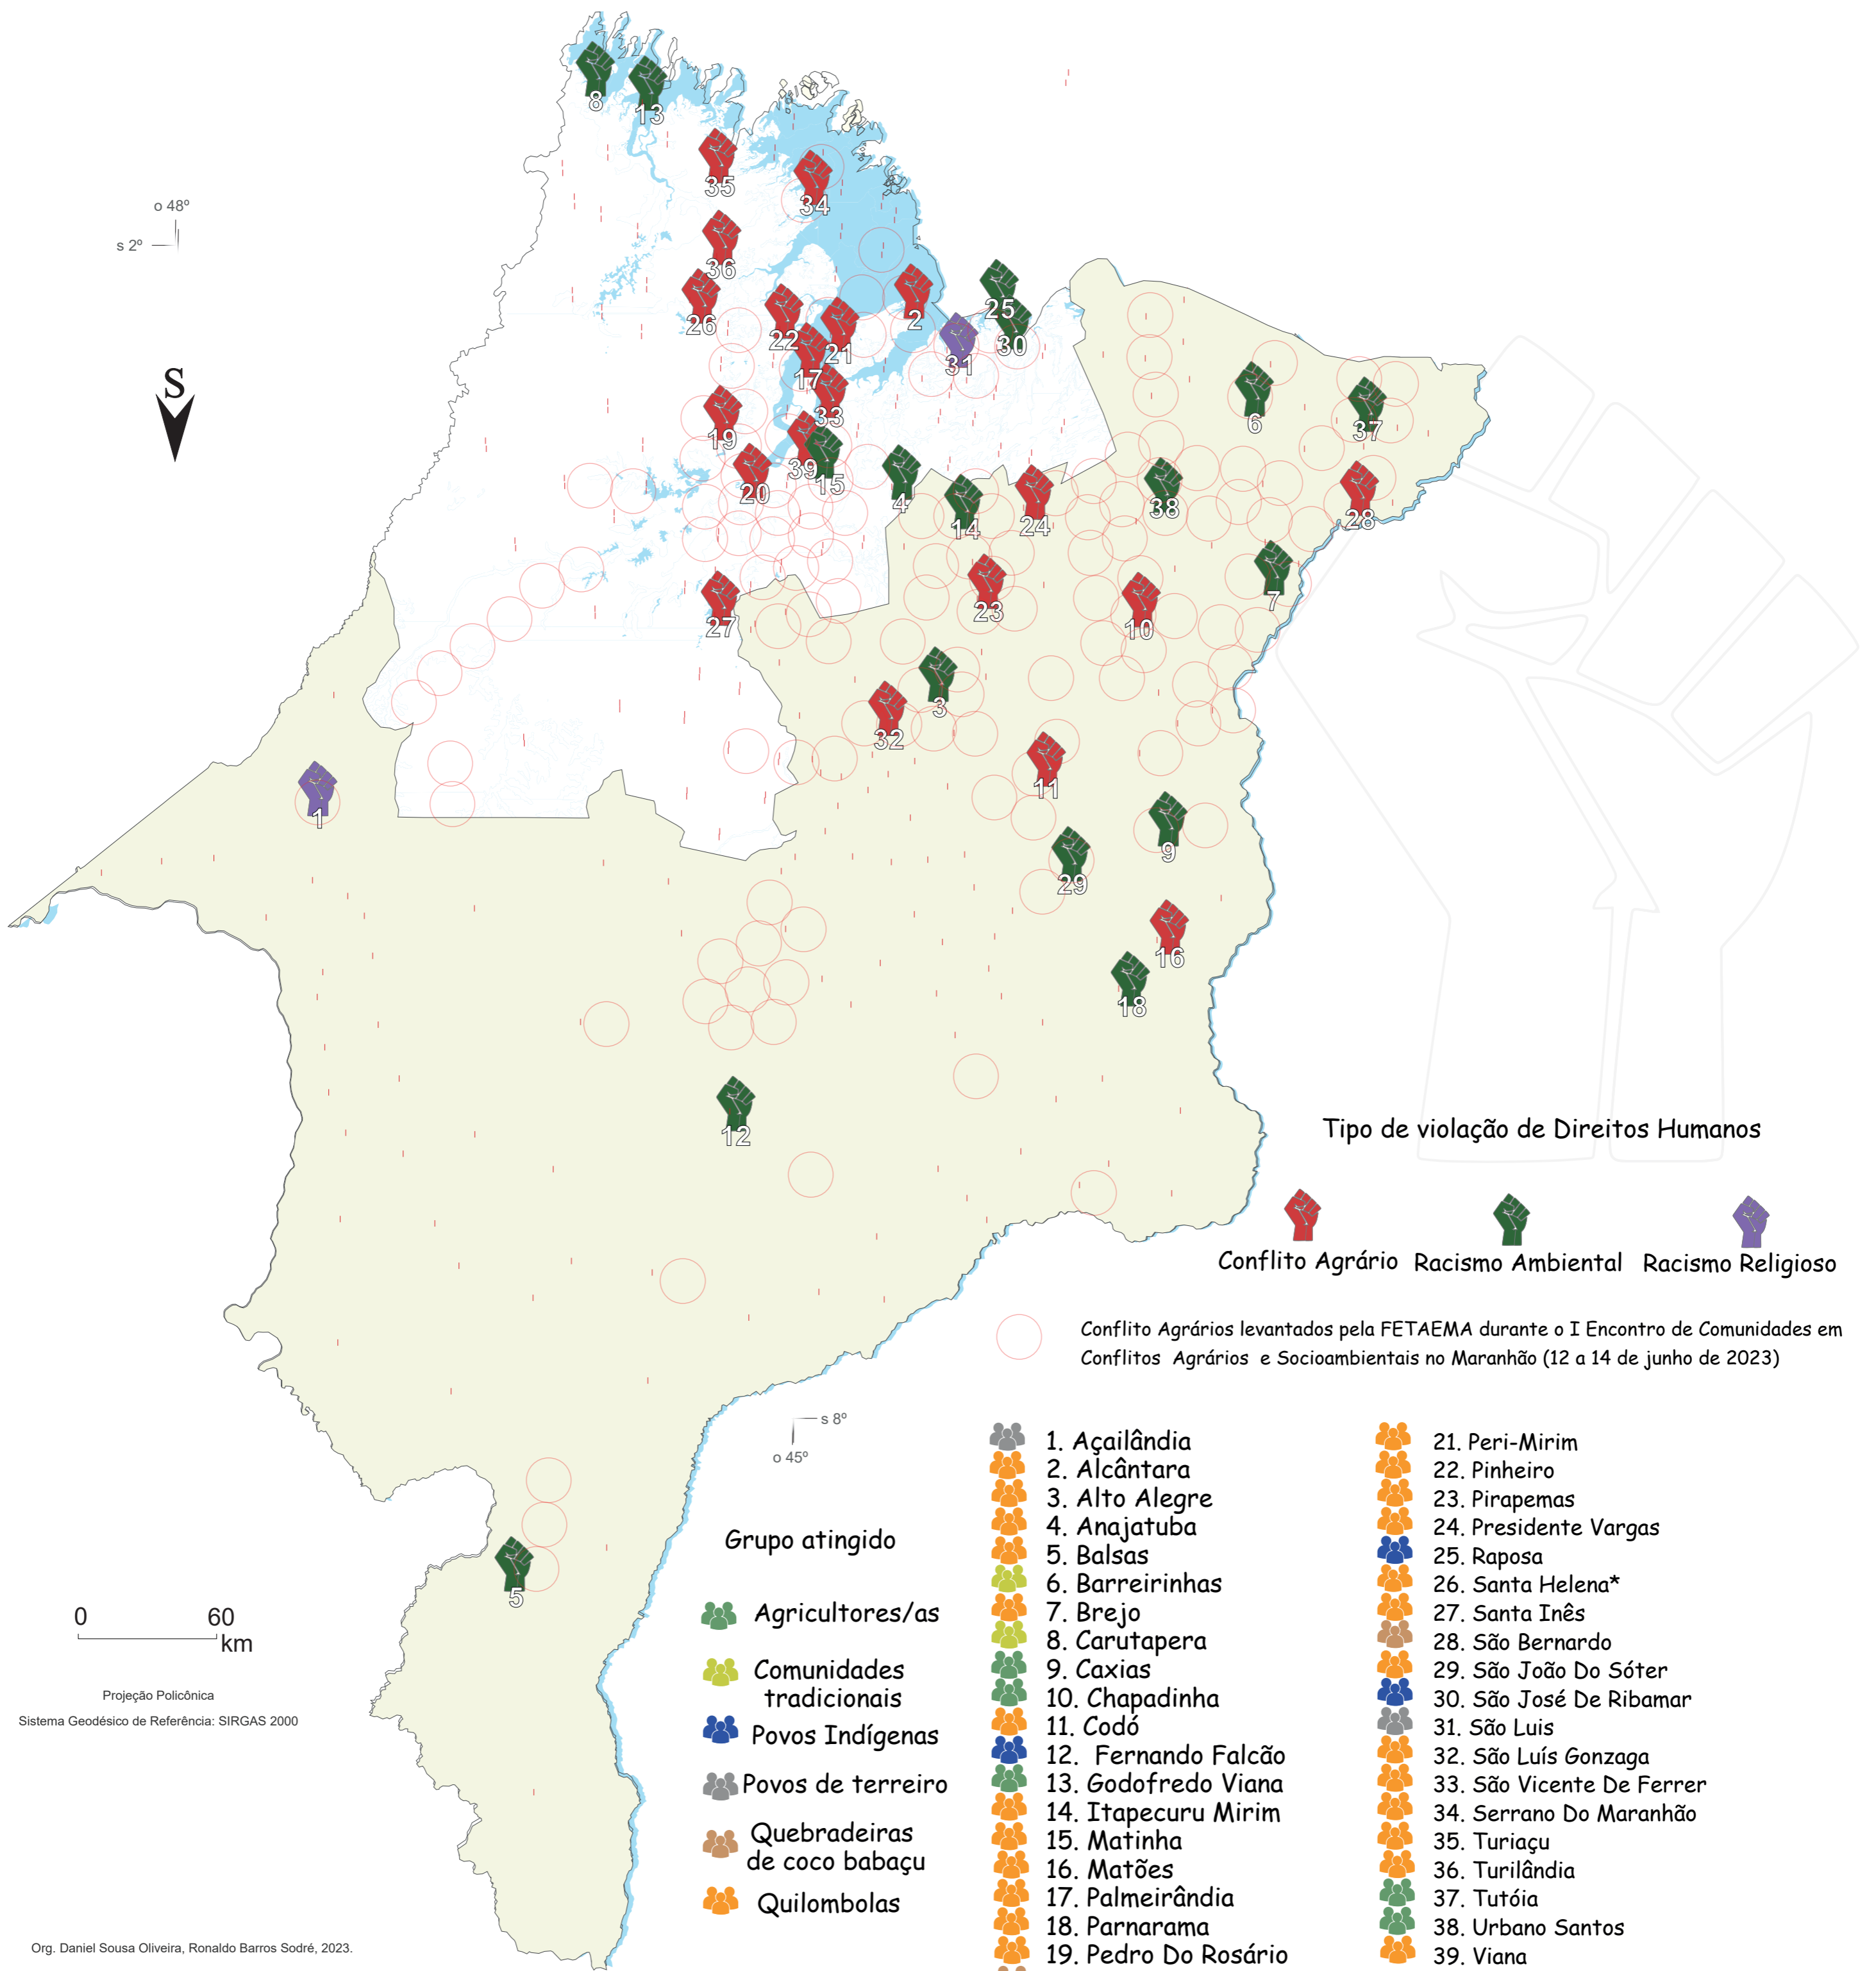 8
13
35
34
o 48º
s 2º
36
26
22
21
2
25
30
31
17
33
S
19
39
15
20
4
14
24
6
37
38
28
7
23
10
27
3
32
11
1
9
29
16
18
12
5
Tipo de violação de Direitos Humanos
Conflito Agrário
Racismo Ambiental
Racismo Religioso
Conflito Agrários levantados pela FETAEMA durante o I Encontro de Comunidades em
Conflitos Agrários e Socioambientais no Maranhão (12 a 14 de junho de 2023)
s 8º
o 45º
0 60
km
Projeção Policônica
Sistema Geodésico de Referência: SIRGAS 2000
Org. Daniel Sousa Oliveira, Ronaldo Barros Sodré, 2023.
Grupo atingido
Agricultores/as
Comunidades
tradicionais
Povos Indígenas
Povos de terreiro
Quebradeiras
de coco babaçu
Quilombolas
1. Açailândia
2. Alcântara
3. Alto Alegre
4. Anajatuba
5. Balsas
6. Barreirinhas
7. Brejo
8. Carutapera
9. Caxias
10. Chapadinha
11. Codó
12. Fernando Falcão
13. Godofredo Viana
14. Itapecuru Mirim
15. Matinha
16. Matões
17. Palmeirândia
18. Parnarama
19. Pedro Do Rosário
21. Peri-Mirim
22. Pinheiro
23. Pirapemas
24. Presidente Vargas
25. Raposa
26. Santa Helena*
27. Santa Inês
28. São Bernardo
29. São João Do Sóter
30. São José De Ribamar
31. São Luis
32. São Luís Gonzaga
33. São Vicente De Ferrer
34. Serrano Do Maranhão
35. Turiaçu
36. Turilândia
37. Tutóia
38. Urbano Santos
39. Viana